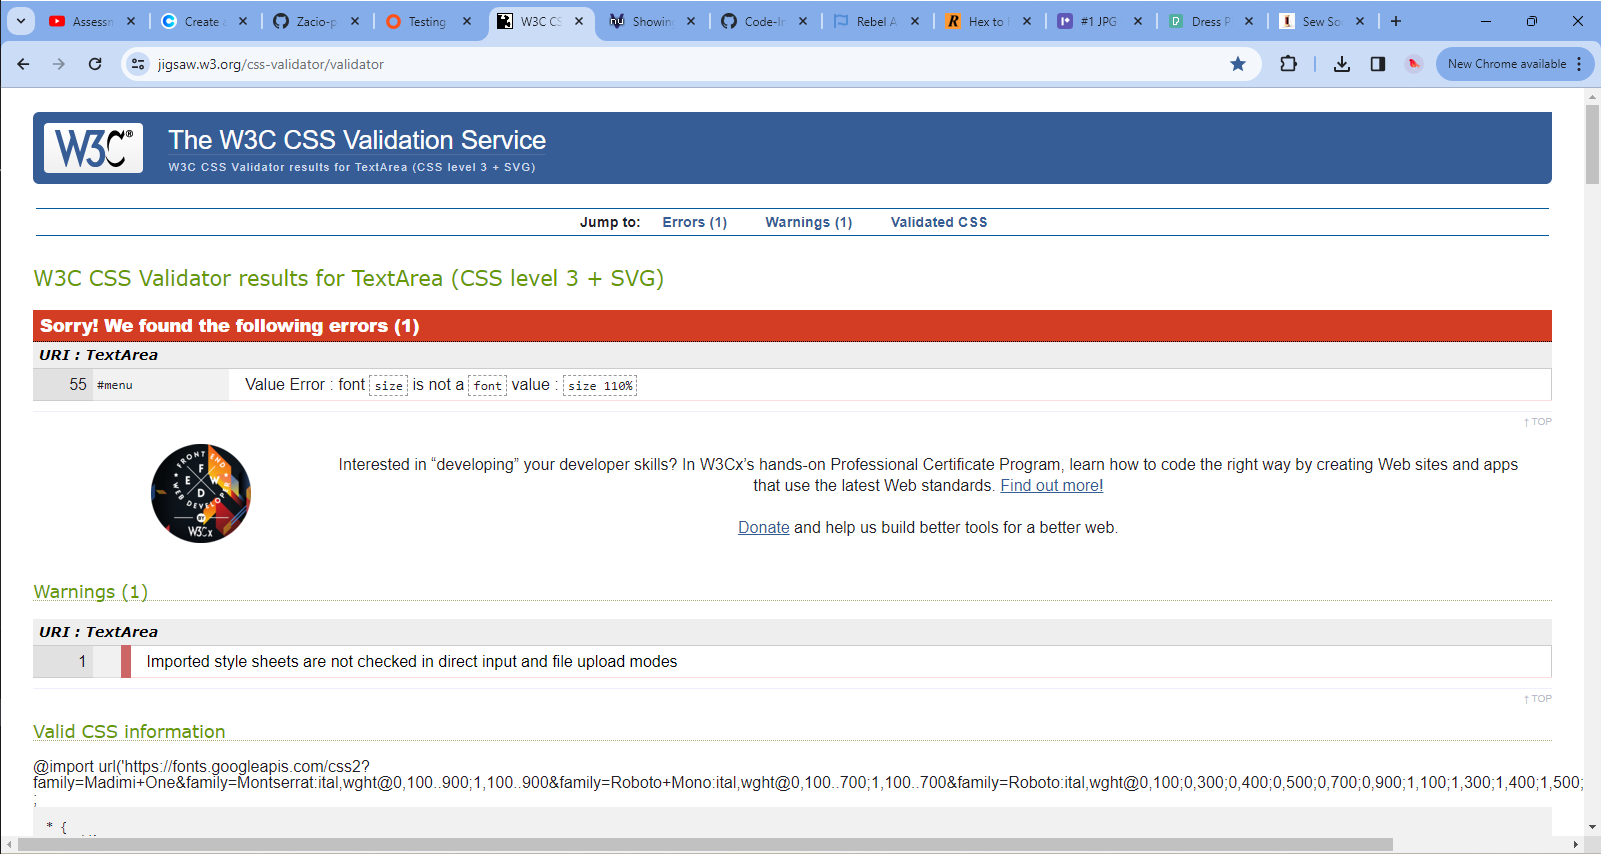 Assessn
Create a
Zacio-p
Testing
W3C CS
Showin
Code-In
Rebel A
Hex to
#1 JPG
Dress P
Sew So
jigsaw.w3.org/css-validator/validator
New Chrome available
W3C®
The W3C CSS Validation Service
W3C CSS Validator results for TextArea (CSS level 3 + SVG)
Jump to: Errors (1) Warnings (1) Validated CSS
W3C CSS Validator results for TextArea (CSS level 3 + SVG)
Sorry! We found the following errors (1)
URI : TextArea
55 #menu Value Error : font size is not a font value : size 110%
↑ TOP
FRONT END
F E W D
WEB DEVELOPER
BY
W3Cx
Interested in “developing” your developer skills? In W3Cx’s hands-on Professional Certificate Program, learn how to code the right way by creating Web sites and apps
that use the latest Web standards. Find out more!
Donate and help us build better tools for a better web.
Warnings (1)
URI : TextArea
1 Imported style sheets are not checked in direct input and file upload modes
↑ TOP
Valid CSS information
@import url('https://fonts.googleapis.com/css2?
family=Madimi+One&family=Montserrat:ital,wght@0,100..900;1,100..900&family=Roboto+Mono:ital,wght@0,100..700;1,100..700&family=Roboto:ital,wght@0,100;0,300;0,400;0,500;0,700;0,900;1,100;1,300;1,400;1,500;
;
* {